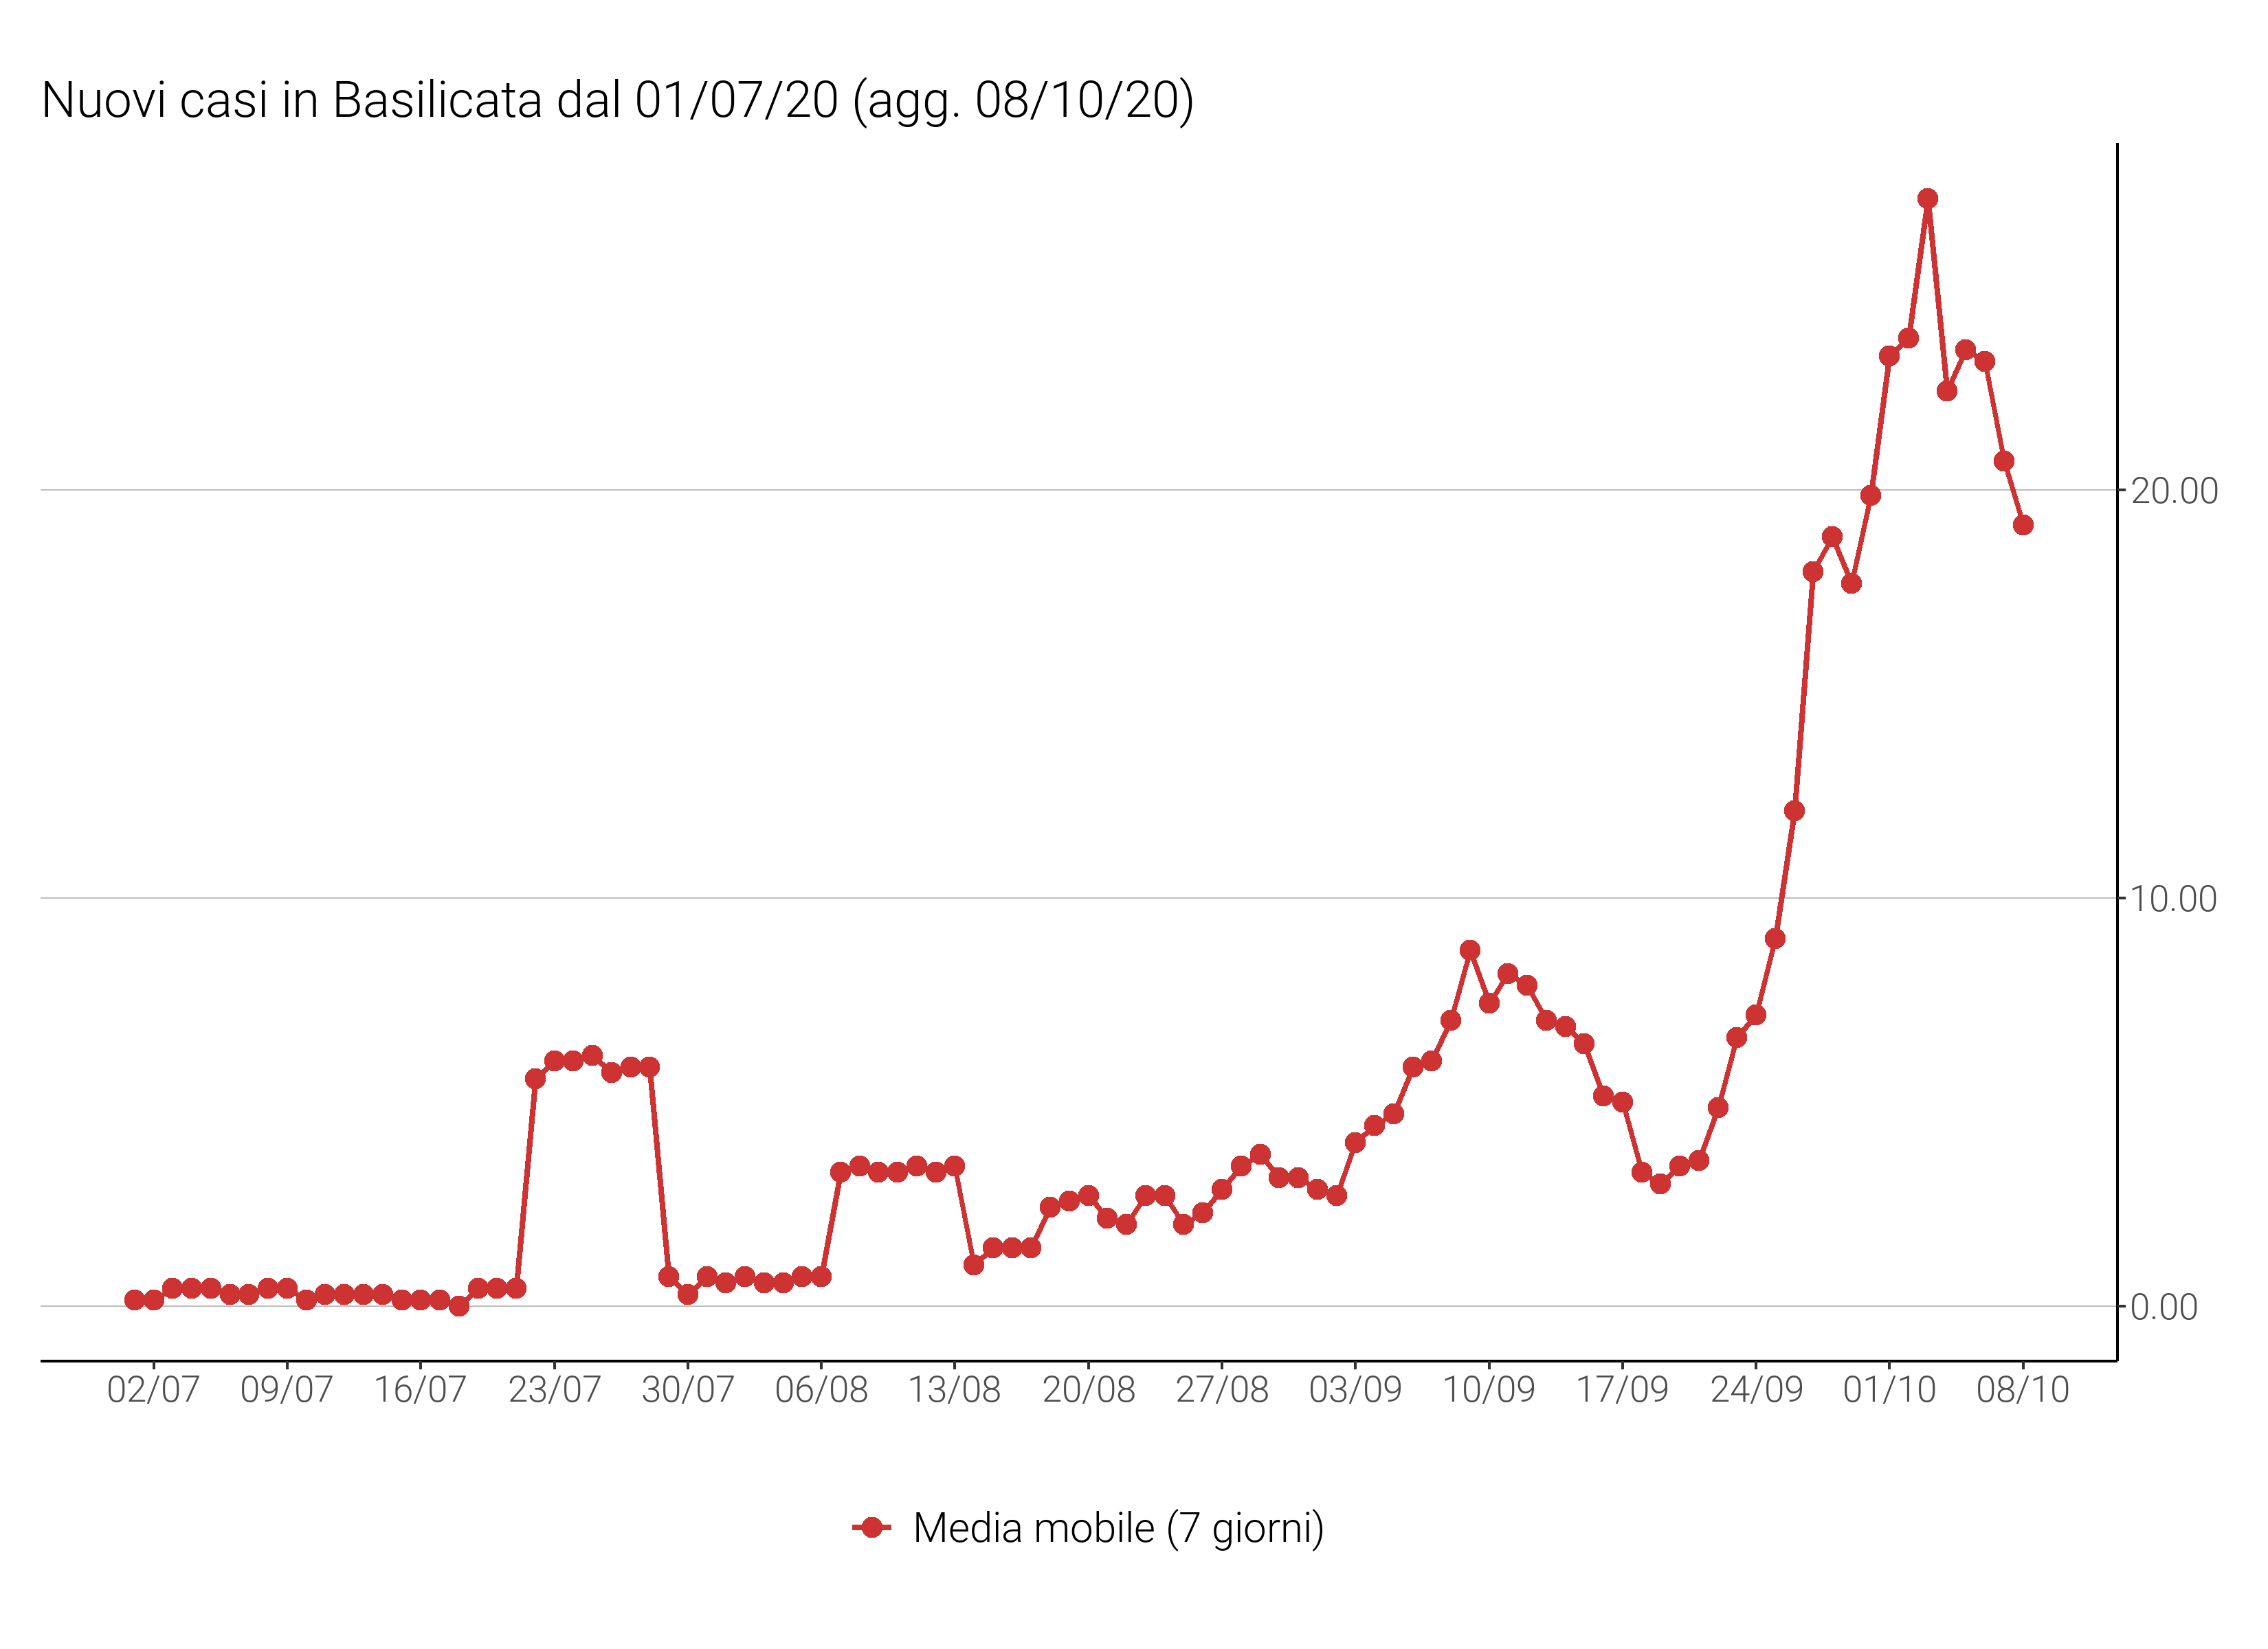 Nuovi casi in Basilicata dal 01/07/20 (agg. 08/10/20)
20.00
10.00
0.00
02/07 09/07 16/07 23/07 30/07 06/08 13/08 20/08 27/08 03/09 10/09 17/09 24/09 01/10 08/10
Media mobile (7 giorni)